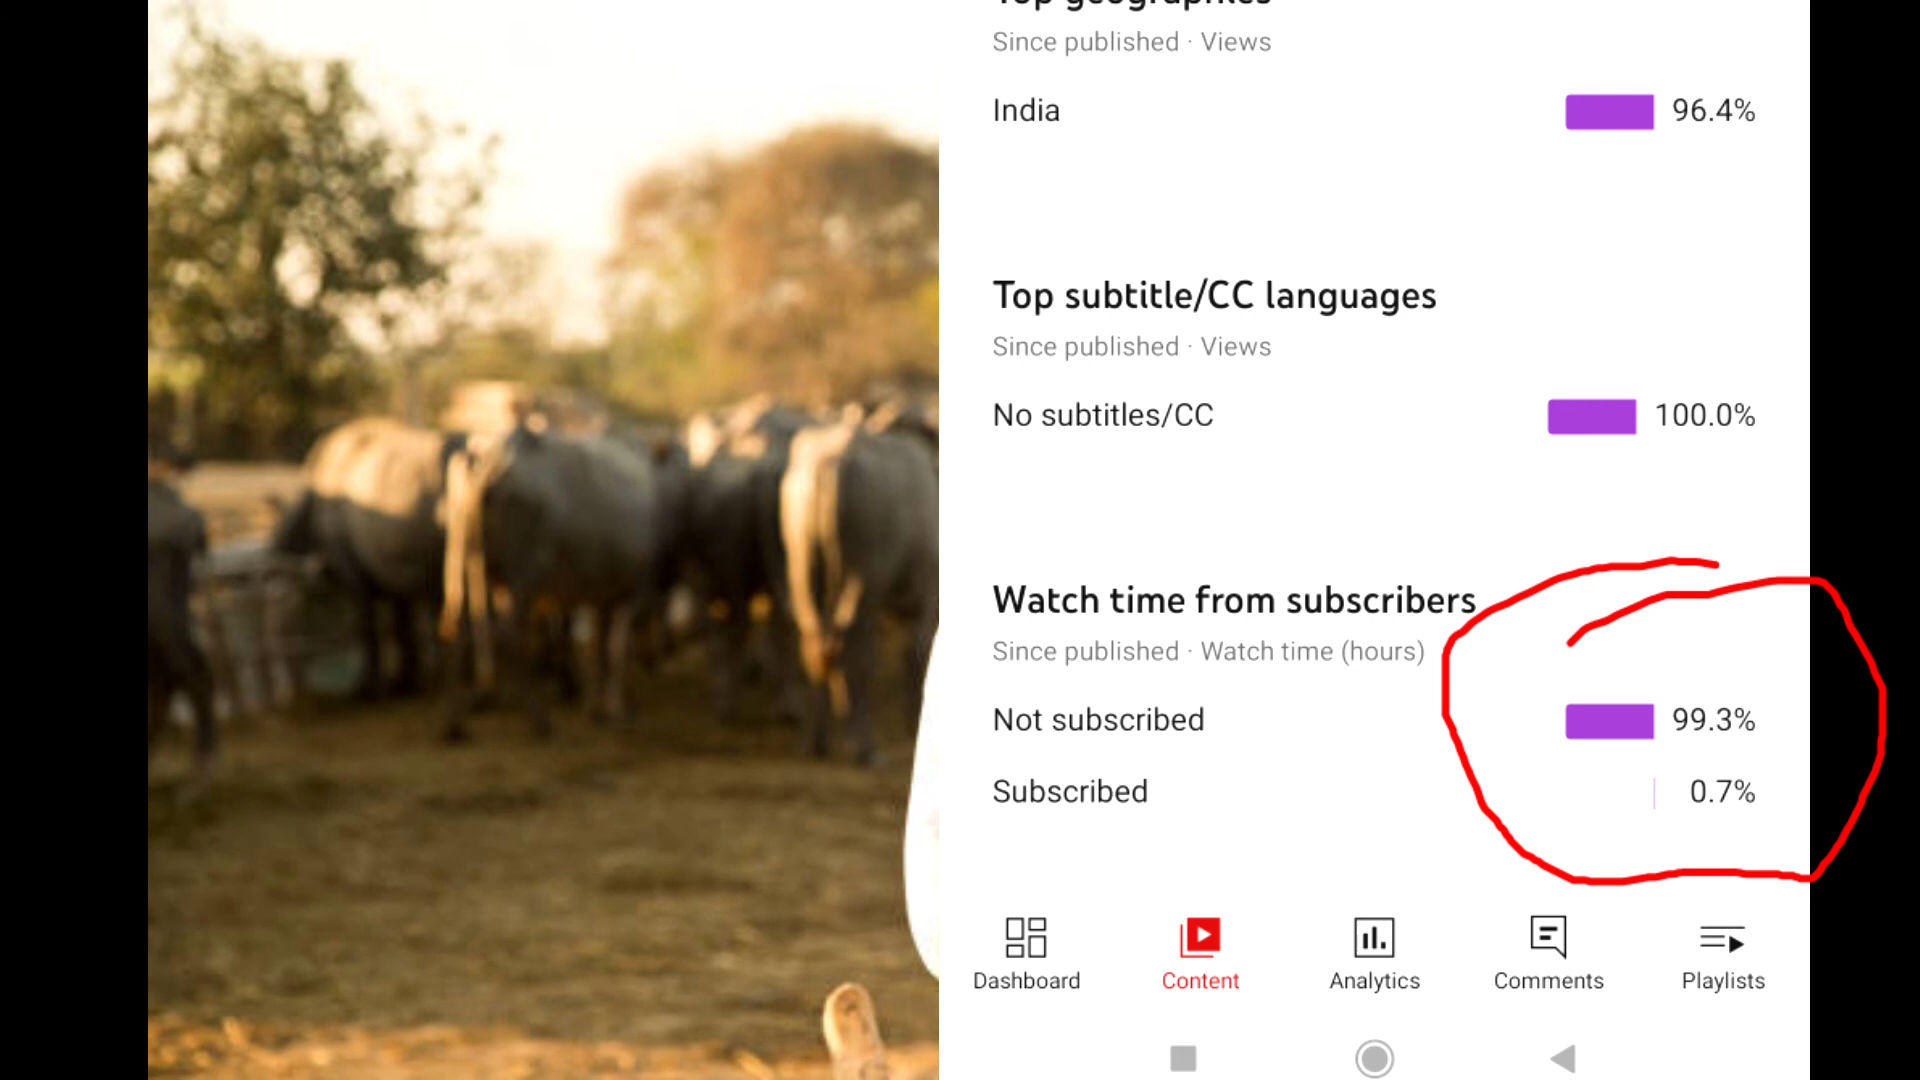 Top geographies
Since published · Views
India 96.4%
Top subtitle/CC languages
Since published · Views
No subtitles/CC 100.0%
Watch time from subscribers
Since published · Watch time (hours)
Not subscribed 99.3%
Subscribed 0.7%
Dashboard Content Analytics Comments Playlists